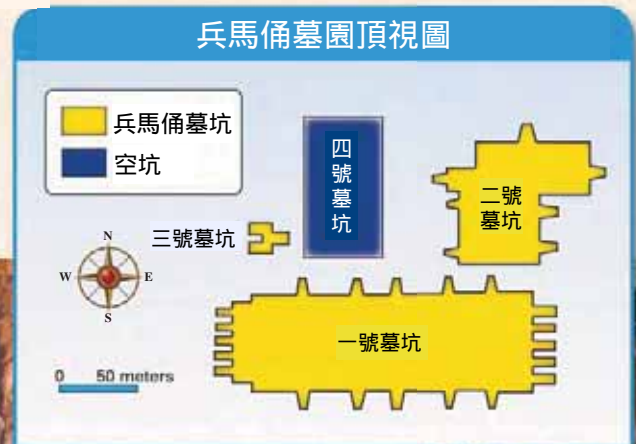 兵馬俑墓園頂視圖
兵馬俑墓坑
空坑
四號墓坑
二號
墓坑
三號墓坑
N
W
E
S
一號墓坑
0 50 meters